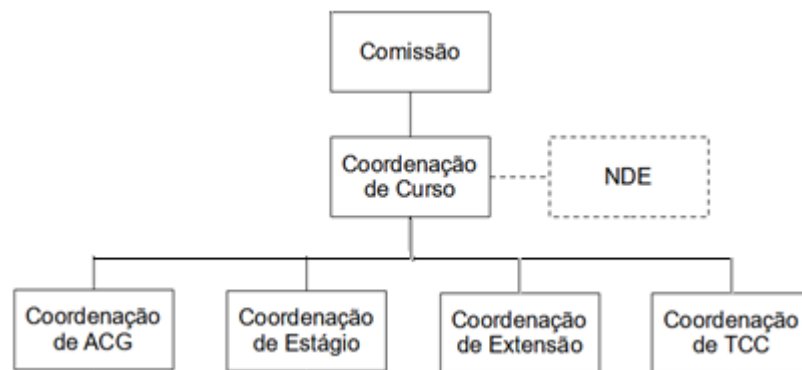 Comissão
Coordenação
de Curso
NDE
Coordenação
de ACG
Coordenação
de Estágio
Coordenação
de Extensão
Coordenação
de TCC